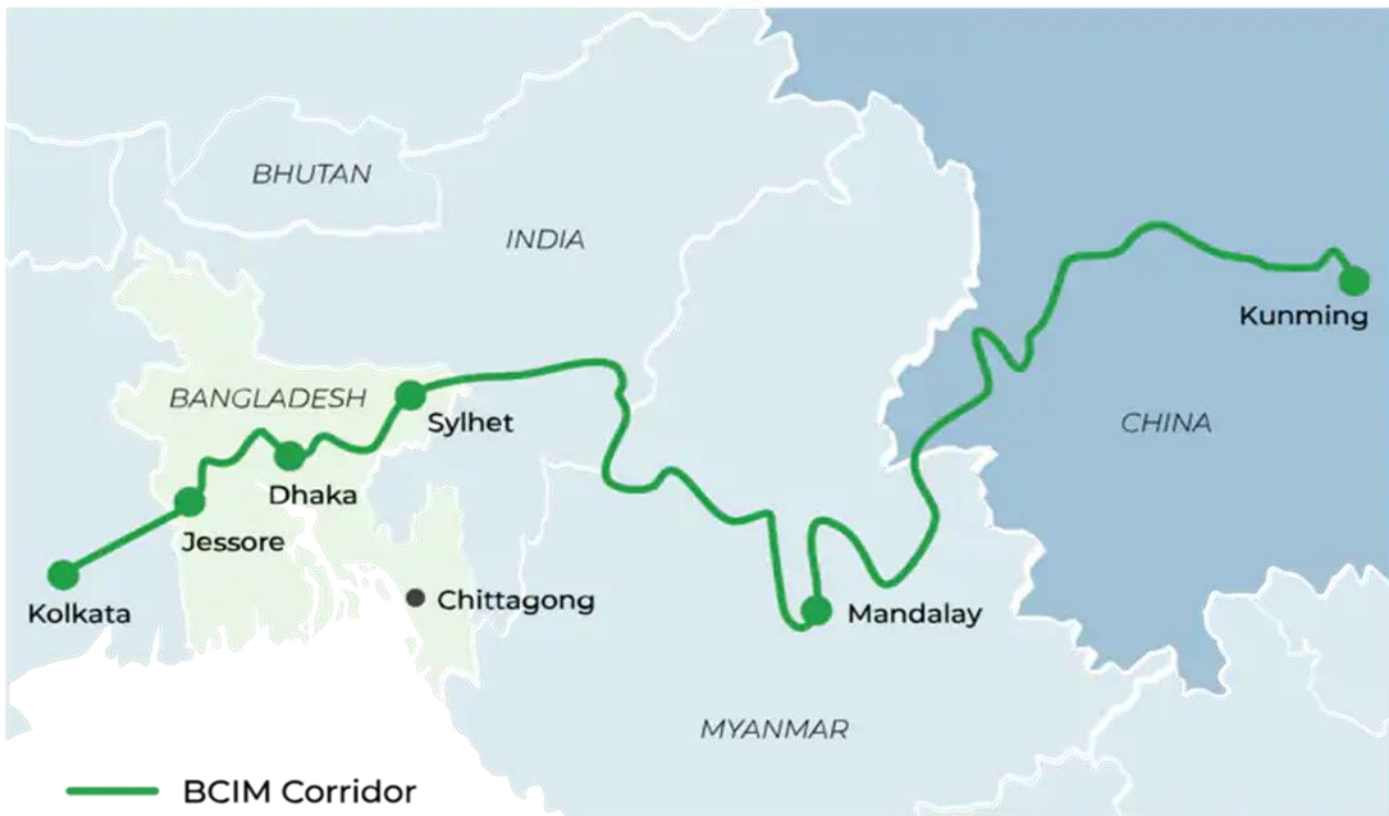 BHUTAN
INDIA
Kunming
BANGLADESH
Sylhet
CHINA
Dhaka
Jessore
Chittagong
Kolkata
Mandalay
MYANMAR
BCIM Corridor